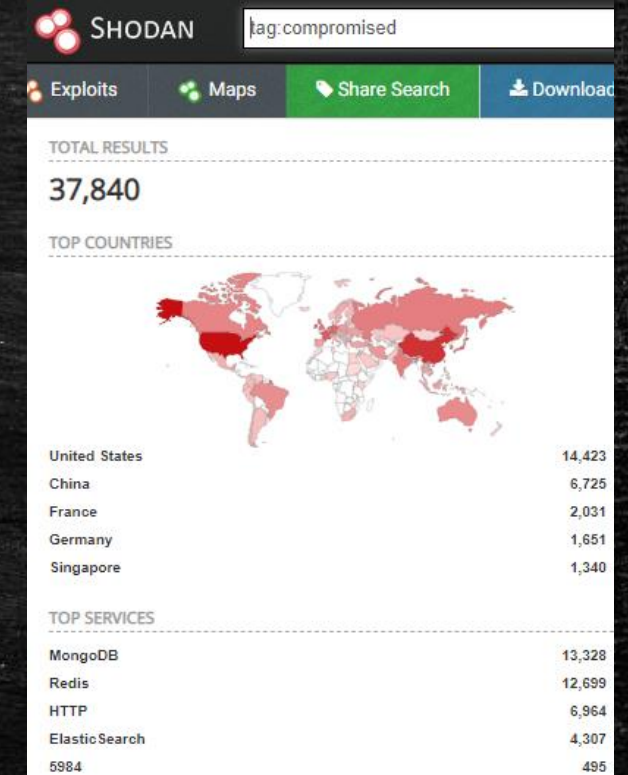 SHODAN tag:compromised
Exploits Maps Share Search Download
TOTAL RESULTS
37,840
TOP COUNTRIES
United States 14,423
China 6,725
France 2,031
Germany 1,651
Singapore 1,340
TOP SERVICES
MongoDB 13,328
Redis 12,699
HTTP 6,964
ElasticSearch 4,307
5984 495